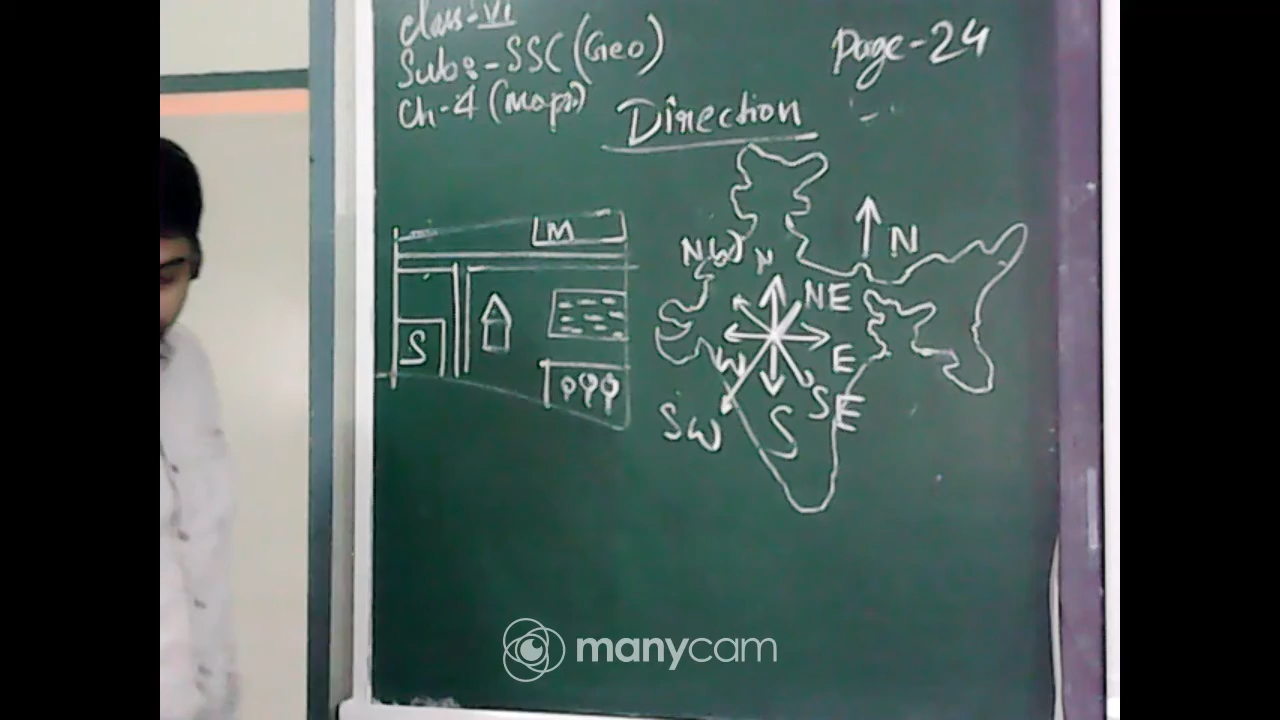 Class-VI
Sub:-SSC(Geo)
Ch-4(Maps)
Page-24
Direction
M
S
N
NW
N
NE
W
E
SW
S
SE
manycam